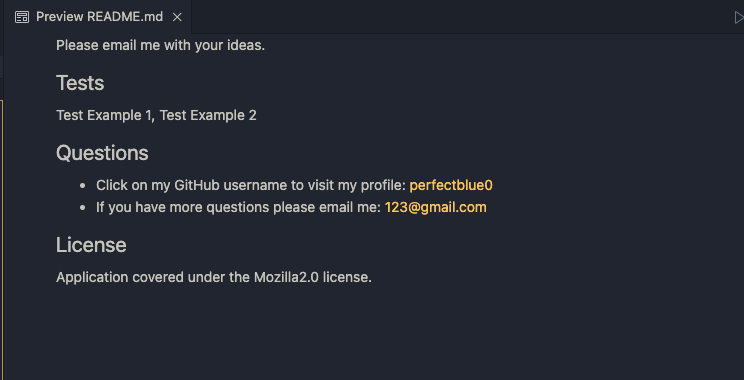 Preview README.md
Please email me with your ideas.
Tests
Test Example 1, Test Example 2
Questions
• Click on my GitHub username to visit my profile: perfectblue0
• If you have more questions please email me: 123@gmail.com
License
Application covered under the Mozilla2.0 license.